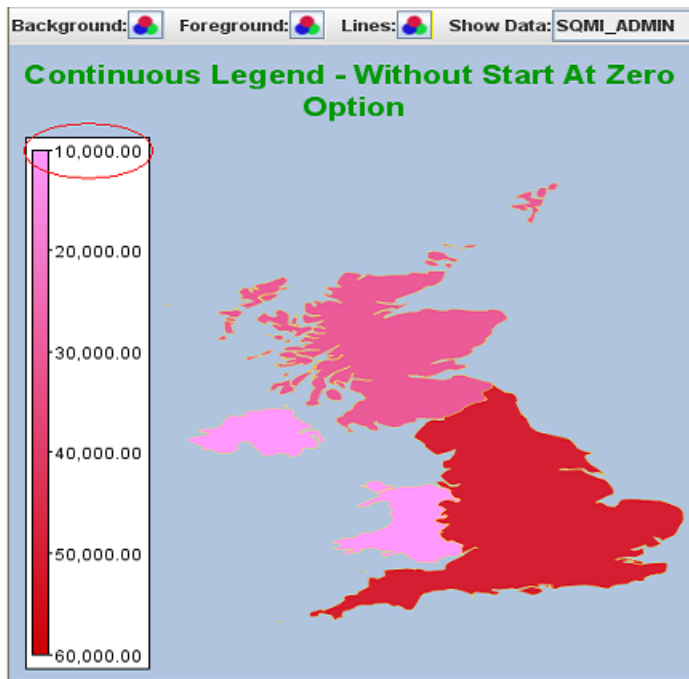 Background: Foreground: Lines: Show Data: SQMI_ADMIN
Continuous Legend - Without Start At Zero
Option
10,000.00
20,000.00
30,000.00
40,000.00
50,000.00
60,000.00